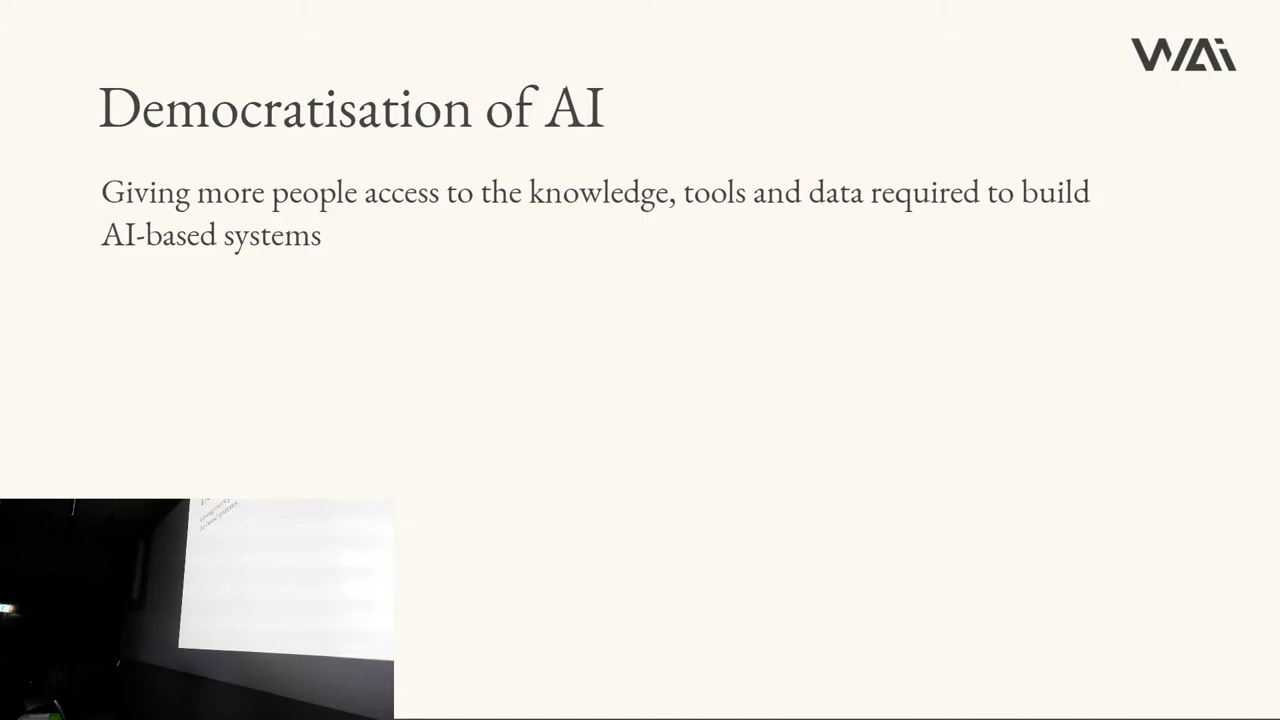 WAi
Democratisation of AI
Giving more people access to the knowledge, tools and data required to build
AI-based systems